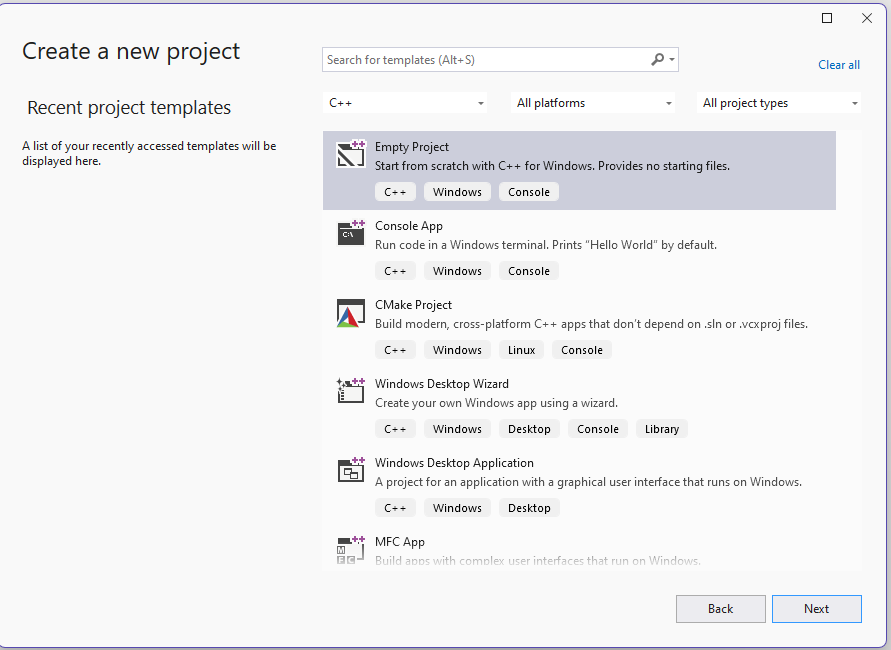 Create a new project
Search for templates (Alt+S)
Clear all
Recent project templates
C++
All platforms
All project types
A list of your recently accessed templates will be
displayed here.
Empty Project
Start from scratch with C++ for Windows. Provides no starting files.
C++ Windows Console
Console App
Run code in a Windows terminal. Prints "Hello World" by default.
C++ Windows Console
CMake Project
Build modern, cross-platform C++ apps that don't depend on .sln or .vcxproj files.
C++ Windows Linux Console
Windows Desktop Wizard
Create your own Windows app using a wizard.
C++ Windows Desktop Console Library
Windows Desktop Application
A project for an application with a graphical user interface that runs on Windows.
C++ Windows Desktop
MFC App
Build apps with complex user interfaces that run on Windows.
Back
Next